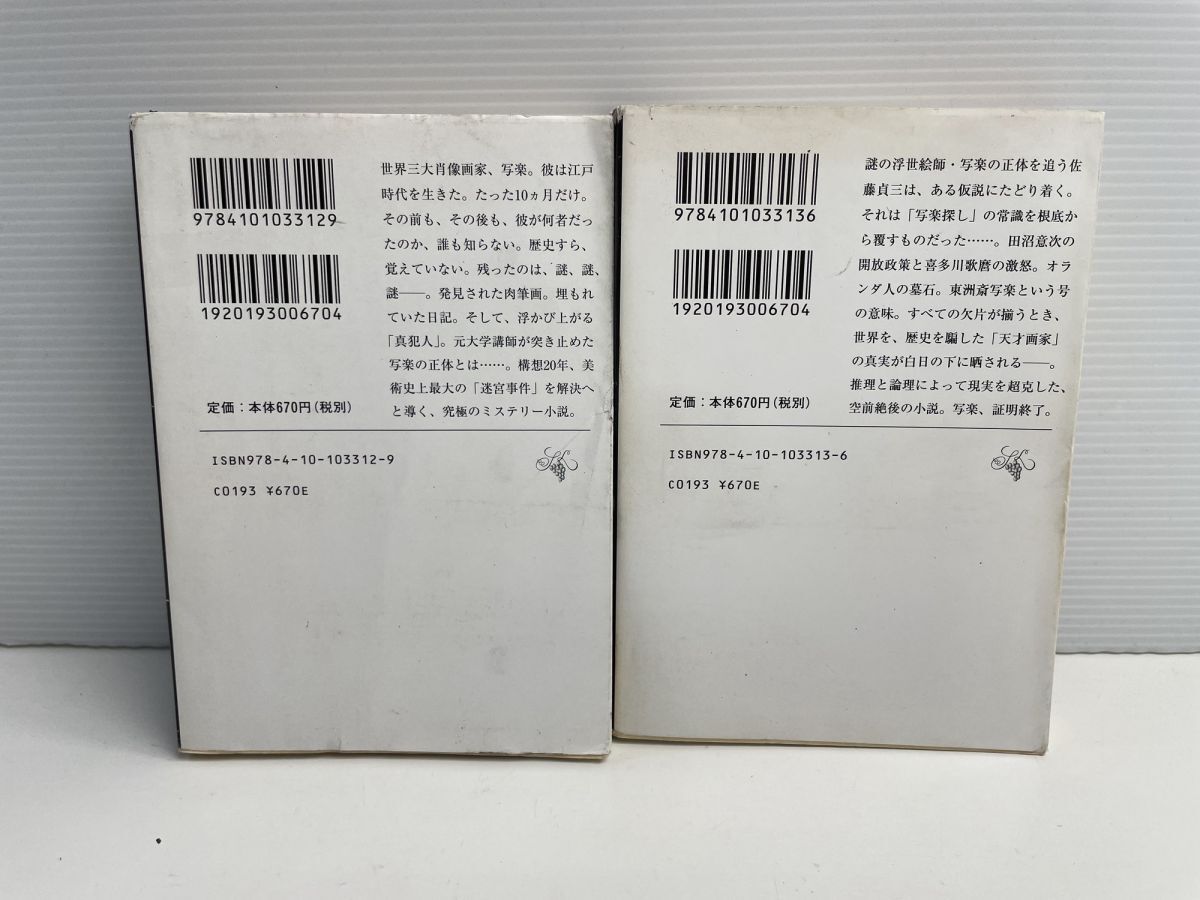 9784101033129
1920193006704
世界三大肖像画家、写楽。彼は江戸
時代を生きた。たった10ヵ月だけ。
その前も、その後も、彼が何者だっ
たのか、誰も知らない。歴史すら、
覚えていない。残ったのは、謎、謎、
謎――。発見された肉筆画。埋もれ
ていた日記。そして、浮かび上がる
「真犯人」。元大学講師が突き止めた
写楽の正体とは……。構想20年、美
術史上最大の「迷宮事件」を解決へ
と導く、究極のミステリー小説。
定価：本体670円(税別)
ISBN978-4-10-103312-9
C0193 ¥670E
9784101033136
1920193006704
謎の浮世絵師・写楽の正体を追う佐
藤貞三は、ある仮説にたどり着く。
それは「写楽探し」の常識を根底か
ら覆すものだった……。田沼意次の
開放政策と喜多川歌麿の激怒。オラ
ンダ人の墓石。東洲斎写楽という号
の意味。すべての欠片が揃うとき、
世界を、歴史を騙した「天才画家」
の真実が白日の下に晒される――。
推理と論理によって現実を超克した、
空前絶後の小説。写楽、証明終了。
定価：本体670円(税別)
ISBN978-4-10-103313-6
C0193 ¥670E